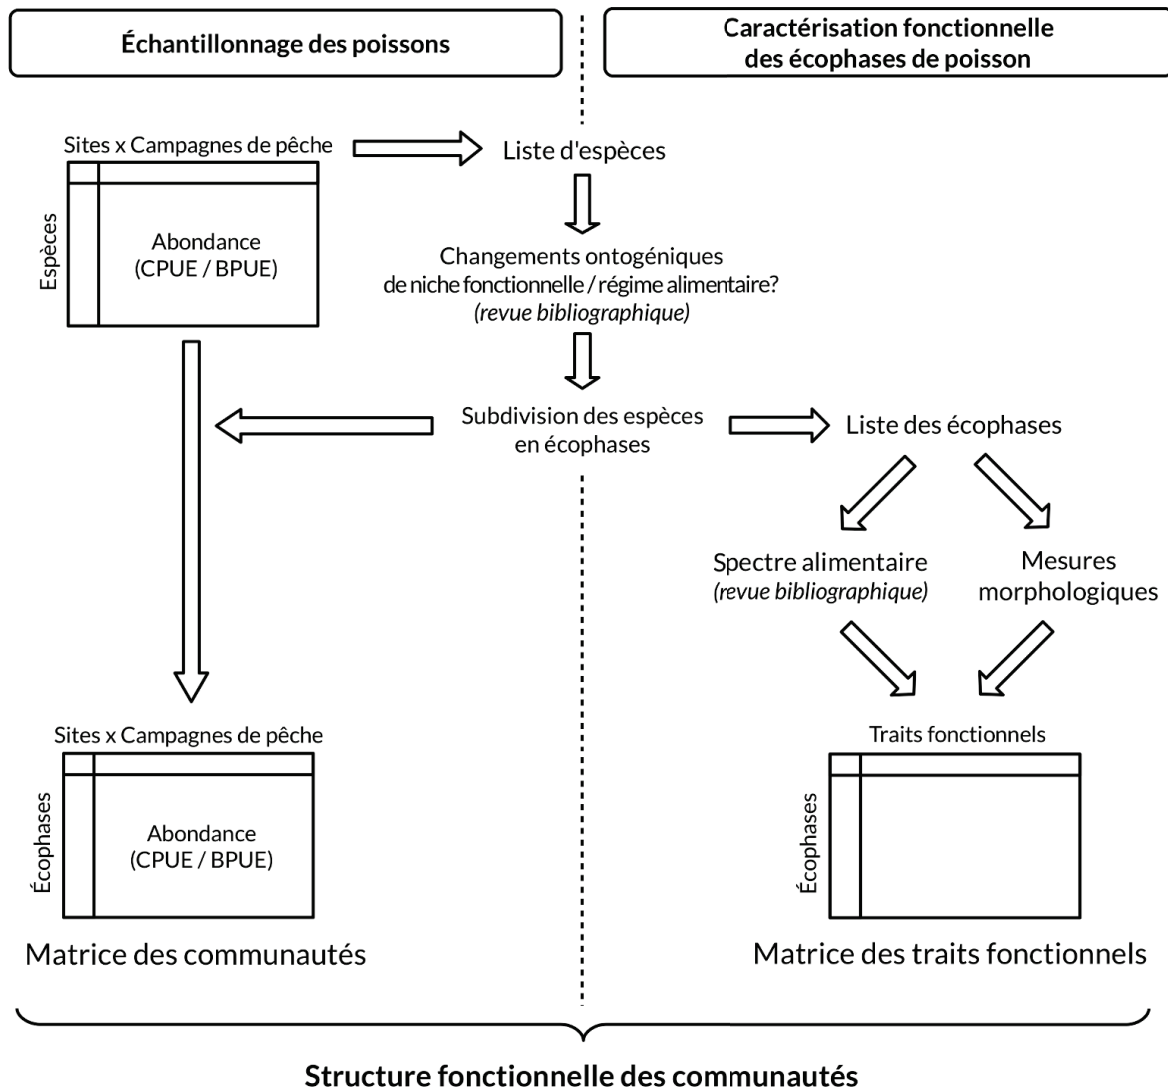 Échantillonnage des poissons
Caractérisation fonctionnelle
des écophases de poisson
Sites x Campagnes de pêche
Liste d'espèces
Espèces
Abondance
(CPUE / BPUE)
Changements ontogéniques
de niche fonctionnelle / régime alimentaire?
(revue bibliographique)
Subdivision des espèces
en écophases
Liste des écophases
Spectre alimentaire
(revue bibliographique)
Mesures
morphologiques
Sites x Campagnes de pêche
Écophases
Abondance
(CPUE / BPUE)
Matrice des communautés
Traits fonctionnels
Écophases
Matrice des traits fonctionnels
Structure fonctionnelle des communautés